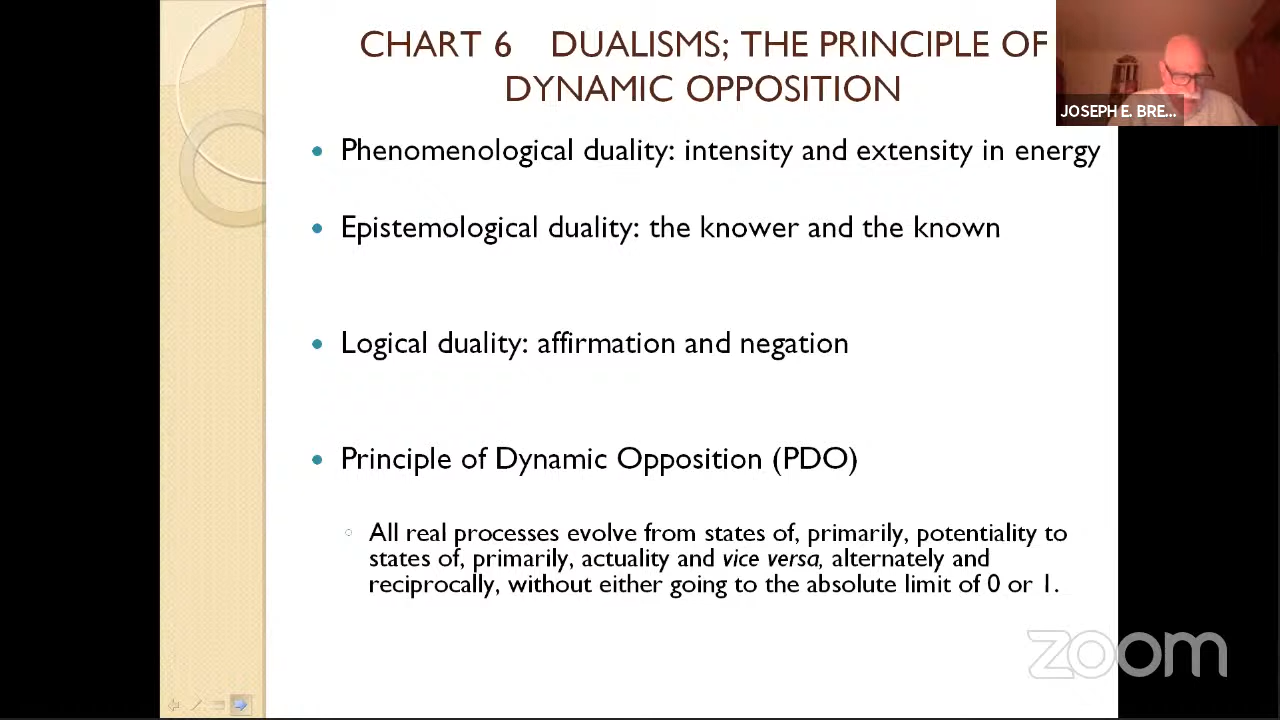 CHART 6 DUALISMS; THE PRINCIPLE OF
DYNAMIC OPPOSITION
JOSEPH E. BRE...
Phenomenological duality: intensity and extensity in energy
Epistemological duality: the knower and the known
Logical duality: affirmation and negation
Principle of Dynamic Opposition (PDO)
All real processes evolve from states of, primarily, potentiality to
states of, primarily, actuality and vice versa, alternately and
reciprocally, without either going to the absolute limit of 0 or 1.
zoom